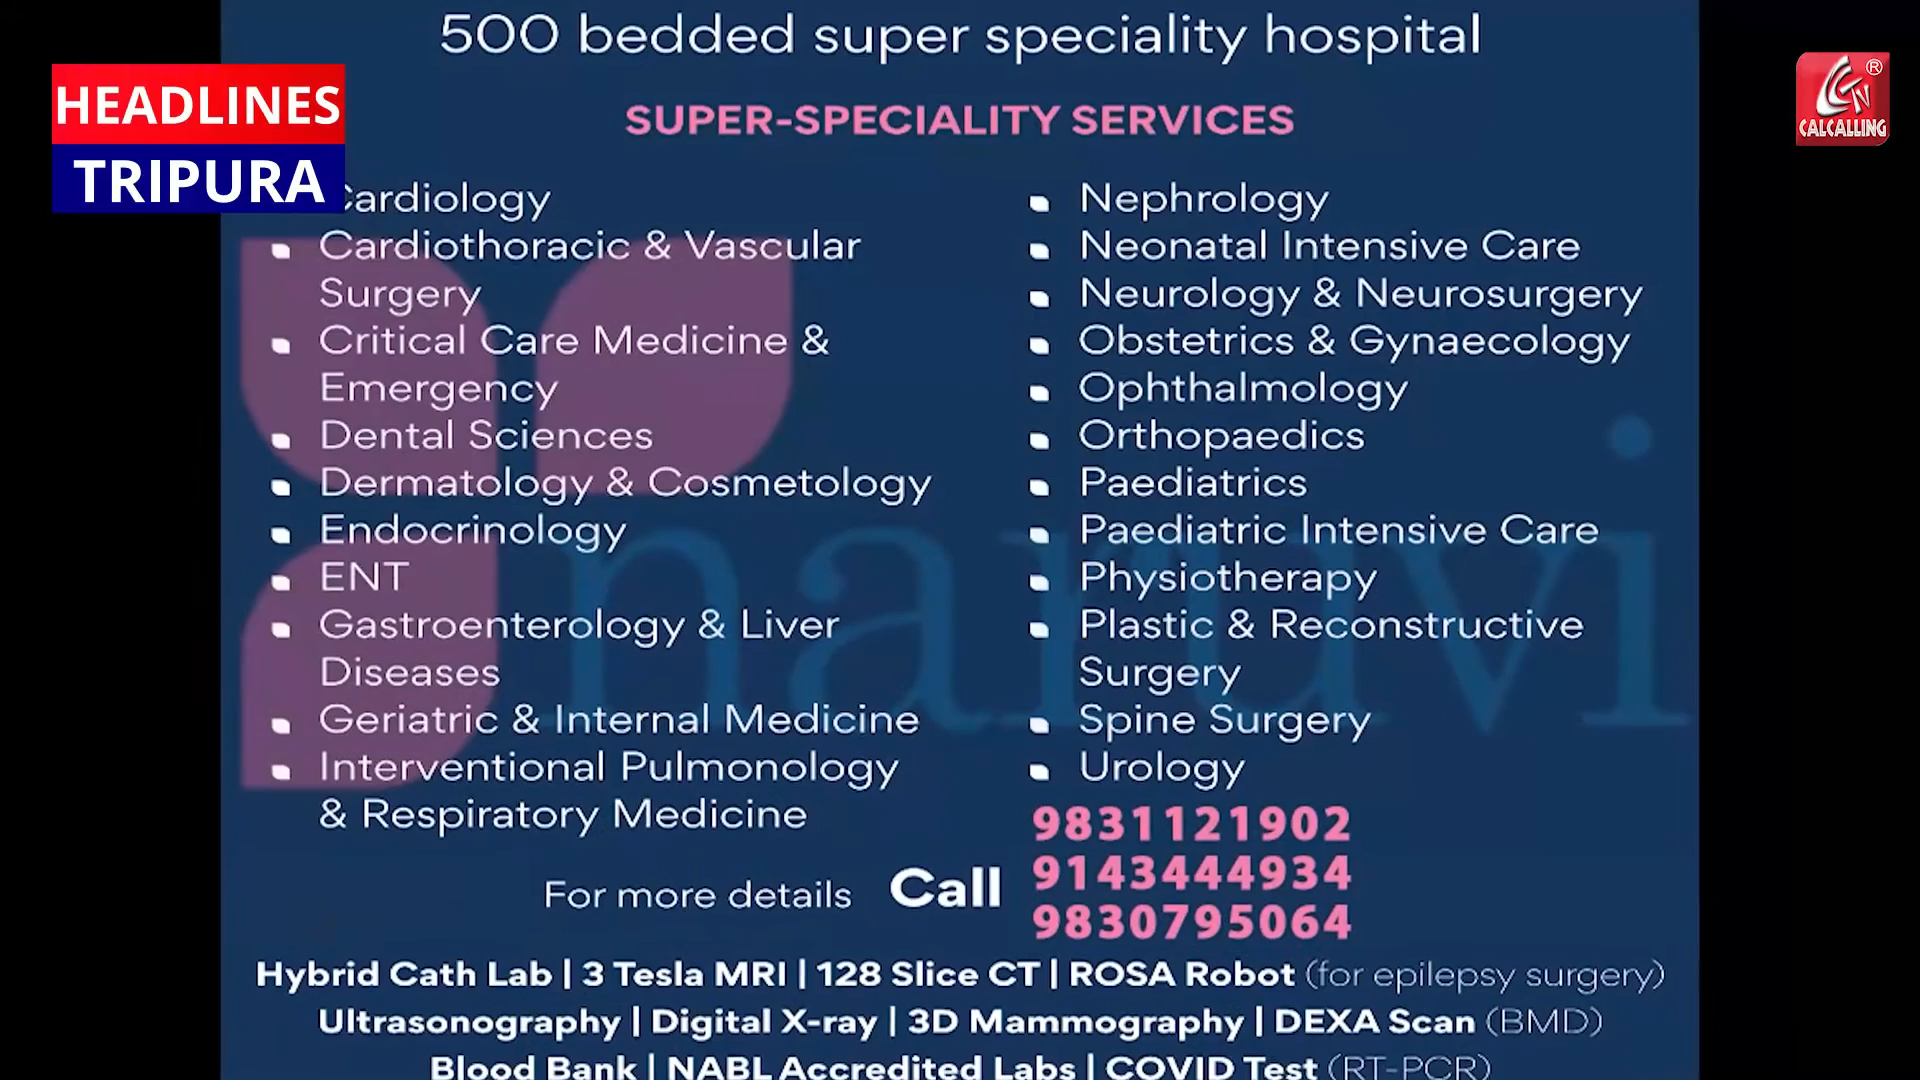 500 bedded super speciality hospital
HEADLINES
TRIPURA
® 
CTV
CALCALLING
SUPER-SPECIALITY SERVICES
Cardiology
Cardiothoracic & Vascular
Surgery
Critical Care Medicine &
Emergency
Dental Sciences
Dermatology & Cosmetology
Endocrinology
ENT
Gastroenterology & Liver
Diseases
Geriatric & Internal Medicine
Interventional Pulmonology
& Respiratory Medicine
Nephrology
Neonatal Intensive Care
Neurology & Neurosurgery
Obstetrics & Gynaecology
Ophthalmology
Orthopaedics
Paediatrics
Paediatric Intensive Care
Physiotherapy
Plastic & Reconstructive
Surgery
Spine Surgery
Urology
naruvi
For more details Call
9831121902
9143444934
9830795064
Hybrid Cath Lab | 3 Tesla MRI | 128 Slice CT | ROSA Robot (for epilepsy surgery)
Ultrasonography | Digital X-ray | 3D Mammography | DEXA Scan (BMD)
Blood Bank | NABL Accredited Labs | COVID Test (RT-PCR)